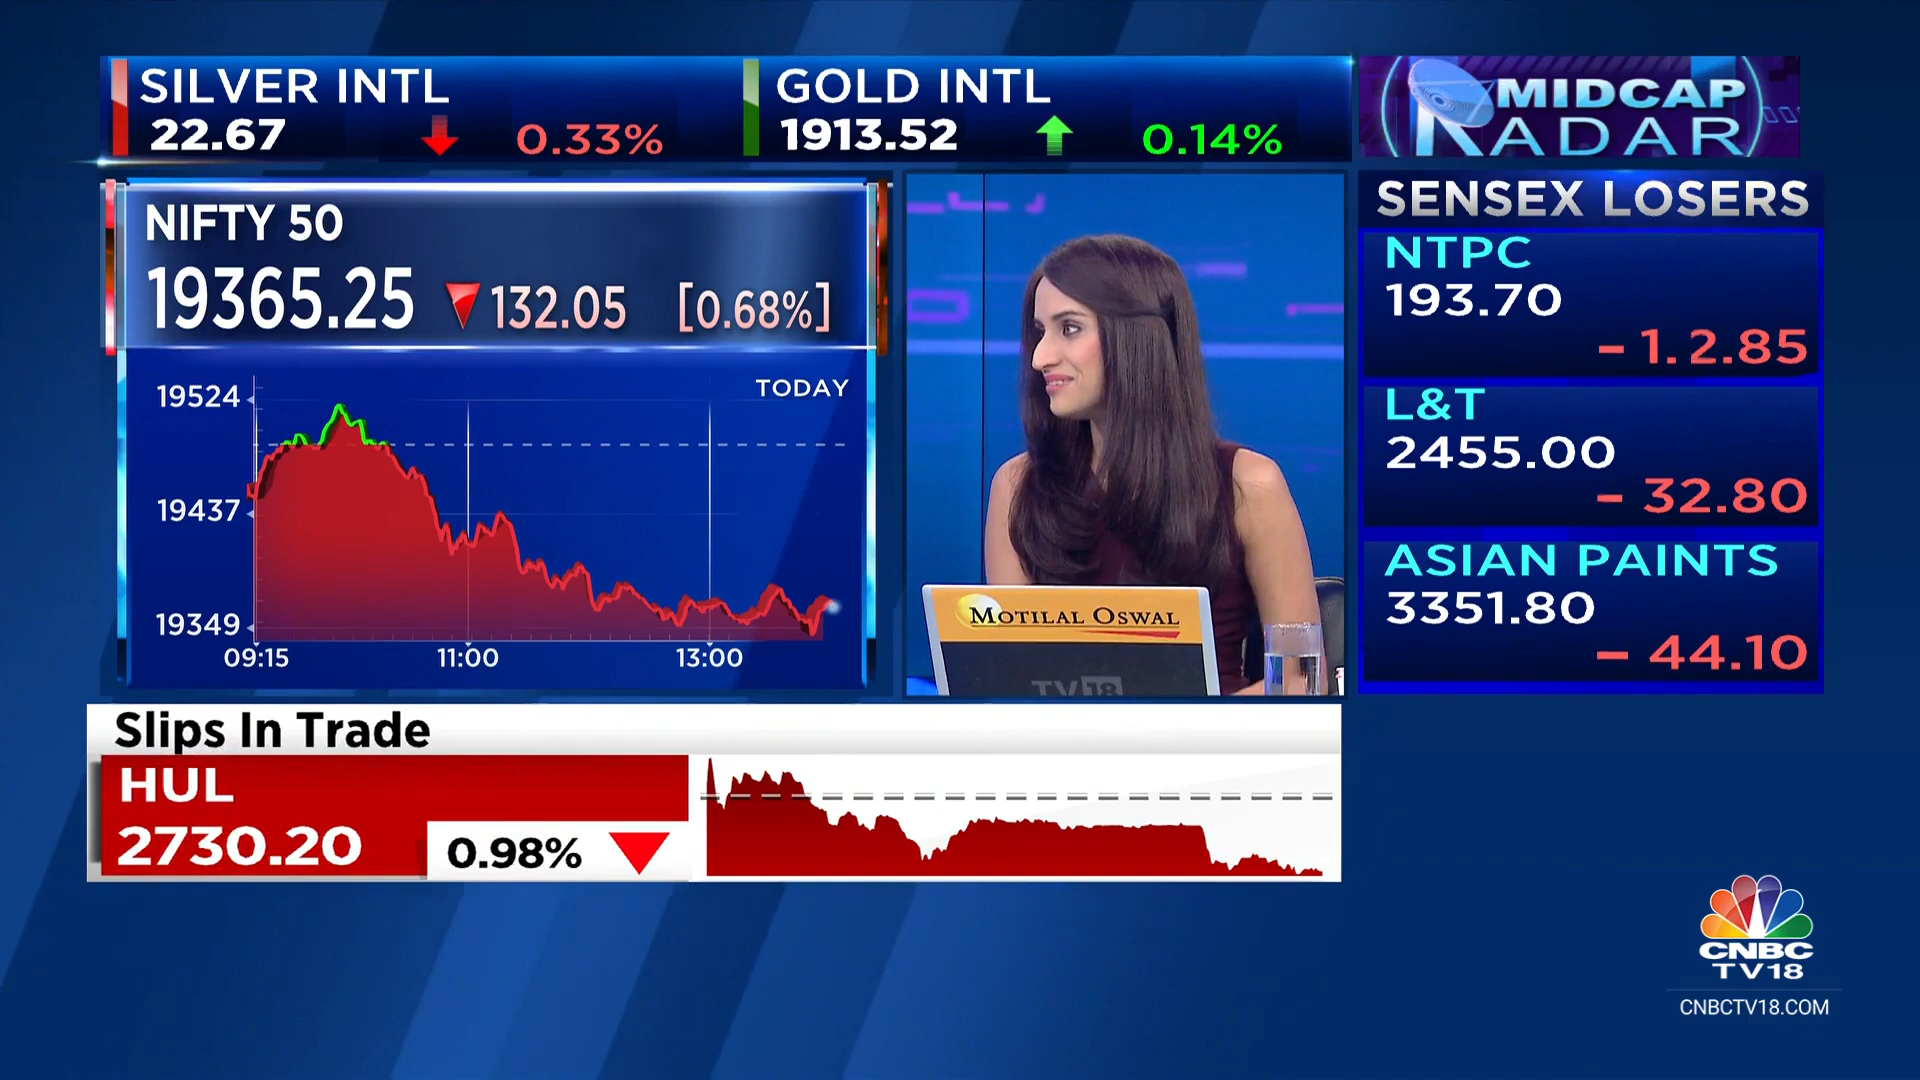 SILVER INTL
22.67 0.33%
GOLD INTL
1913.52 0.14%
MIDCAP
RADAR
NIFTY 50
19365.25 132.05 [0.68%]
TODAY
19524
19437
19349
09:15 11:00 13:00
MOTILAL OSWAL
TV18
SENSEX LOSERS
NTPC
193.70
- 1.2.85
L&T
2455.00
- 32.80
ASIAN PAINTS
3351.80
- 44.10
Slips In Trade
HUL
2730.20
0.98%
CNBC
TV18
CNBCTV18.COM